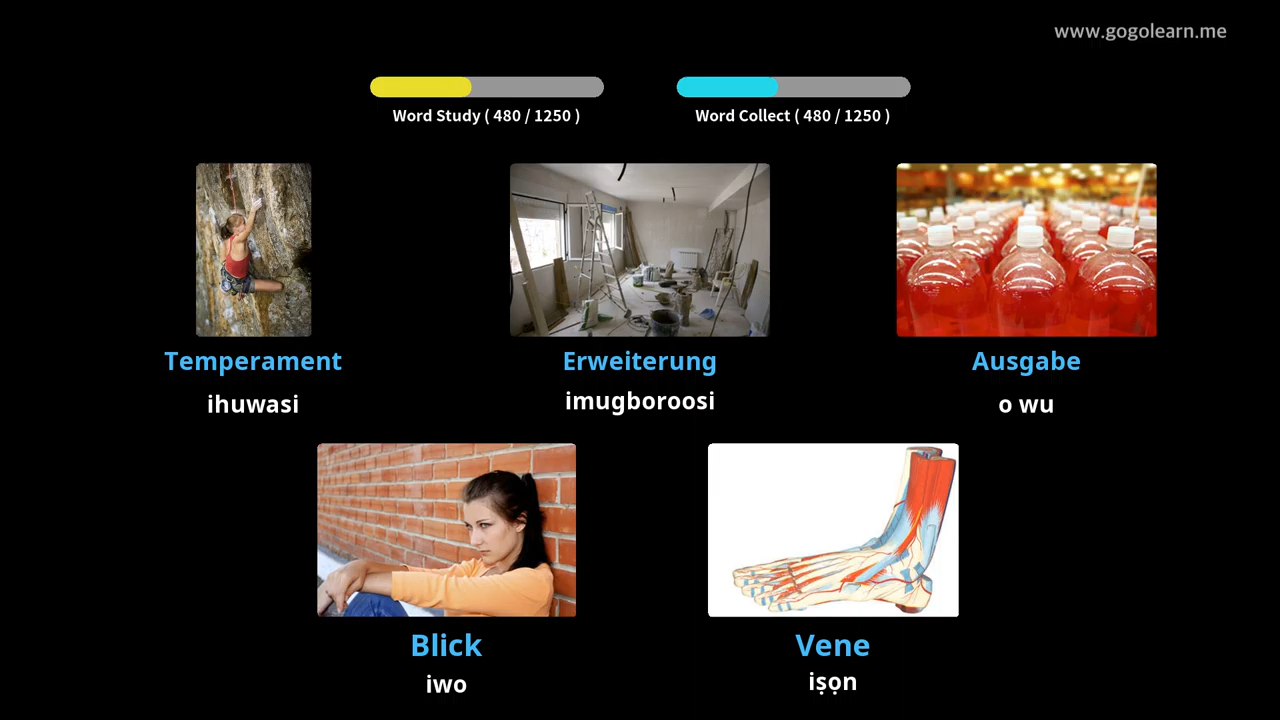 www.gogolearn.me
Word Study ( 480 / 1250 )
Word Collect ( 480 / 1250 )
Temperament
ihuwasi
Erweiterung
imugboroosi
Ausgabe
o wu
Blick
iwo
Vene
iṣọn